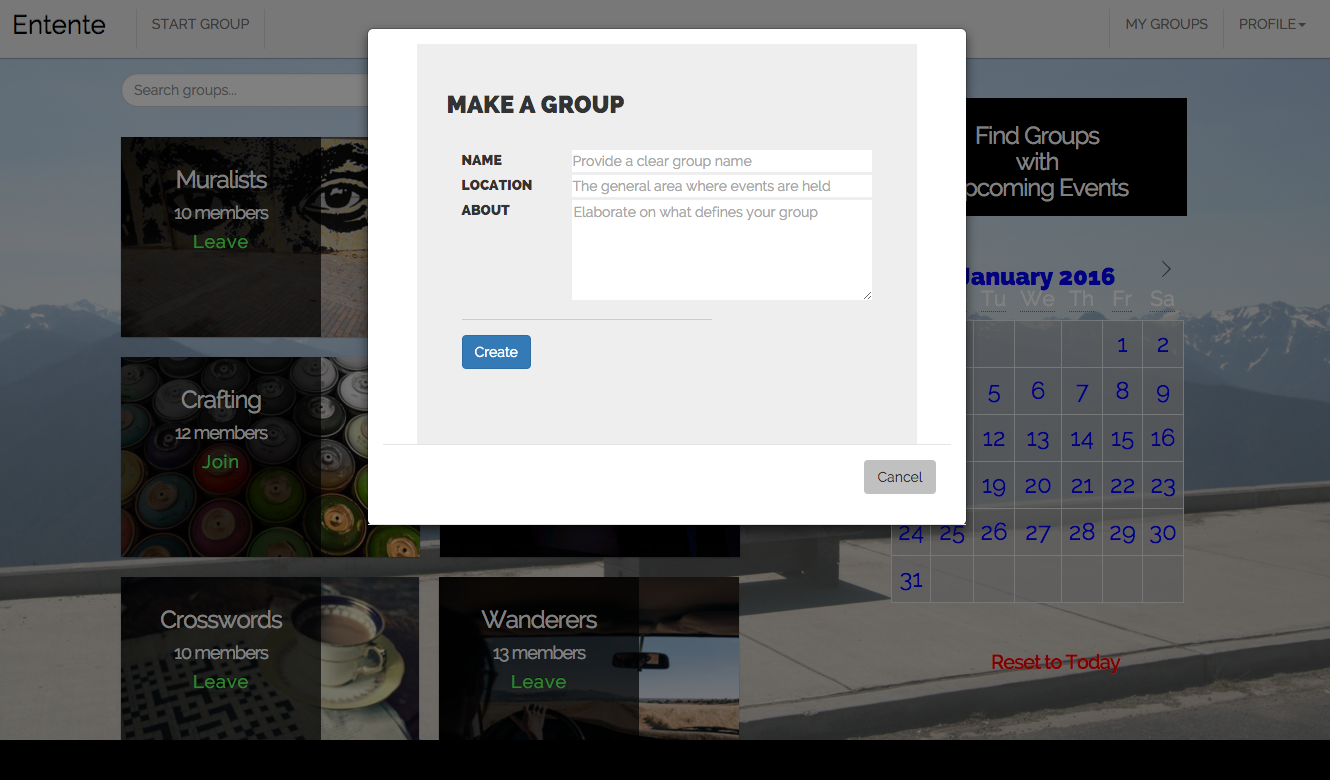 Entente
START GROUP
MY GROUPS
PROFILE
Search groups...
MAKE A GROUP
NAME
Provide a clear group name
LOCATION
The general area where events are held
ABOUT
Elaborate on what defines your group
Create
Cancel
Muralists
10 members
Leave
Crafting
12 members
Join
Crosswords
10 members
Leave
Wanderers
13 members
Leave
Find Groups
with
pcoming Events
January 2016
Tu We Th Fr Sa
1 2
5 6 7 8 9
12 13 14 15 16
19 20 21 22 23
24 25 26 27 28 29 30
31
Reset to Today